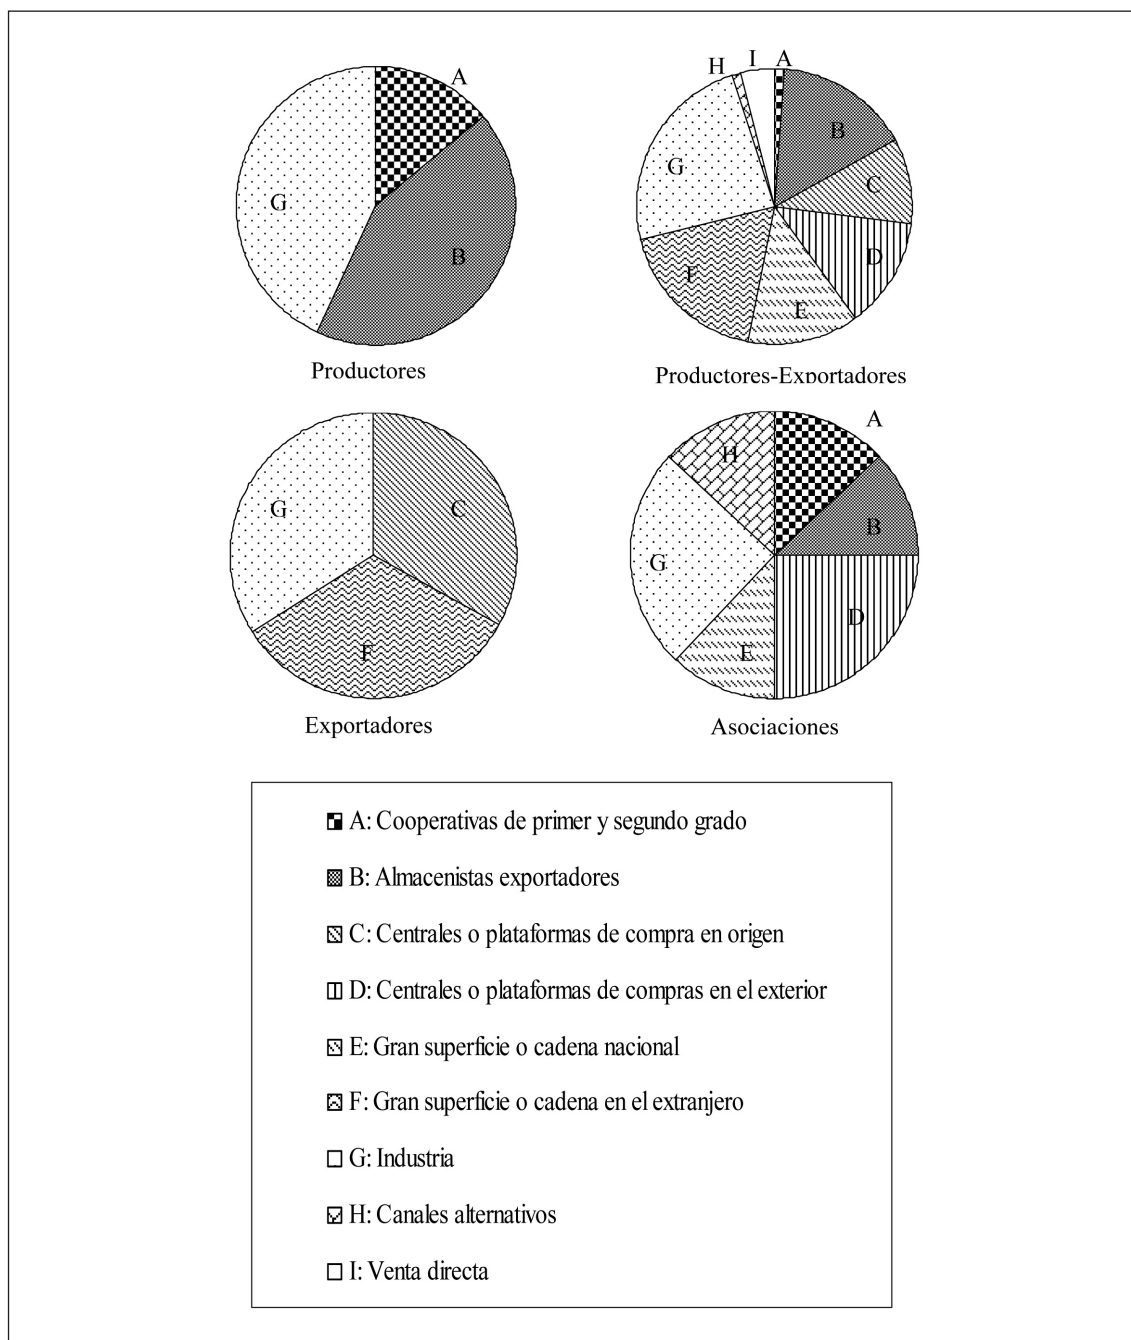 A
G
B
Productores
H
I
A
B
G
C
D
F
E
Productores-Exportadores
G
C
F
Exportadores
A
H
B
G
D
E
Asociaciones
A: Cooperativas de primer y segundo grado
B: Almacenistas exportadores
C: Centrales o plataformas de compra en origen
D: Centrales o plataformas de compras en el exterior
E: Gran superficie o cadena nacional
F: Gran superficie o cadena en el extranjero
G: Industria
H: Canales alternativos
I: Venta directa